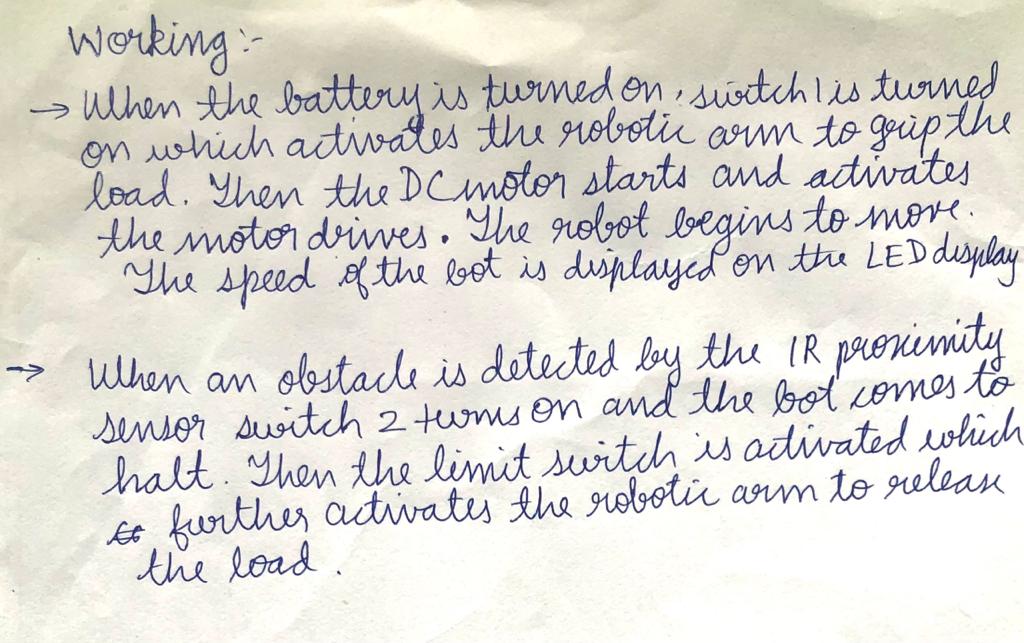 Working :-
→ When the battery is turned on, switch 1 is turned
on which activates the robotic arm to grip the
load. Then the DC motor starts and activates
the motor drives. The robot begins to move.
The speed of the bot is displayed on the LED display
→ When an obstacle is detected by the IR proximity
sensor switch 2 turns on and the bot comes to
halt. Then the limit switch is activated which
further activates the robotic arm to release
the load.